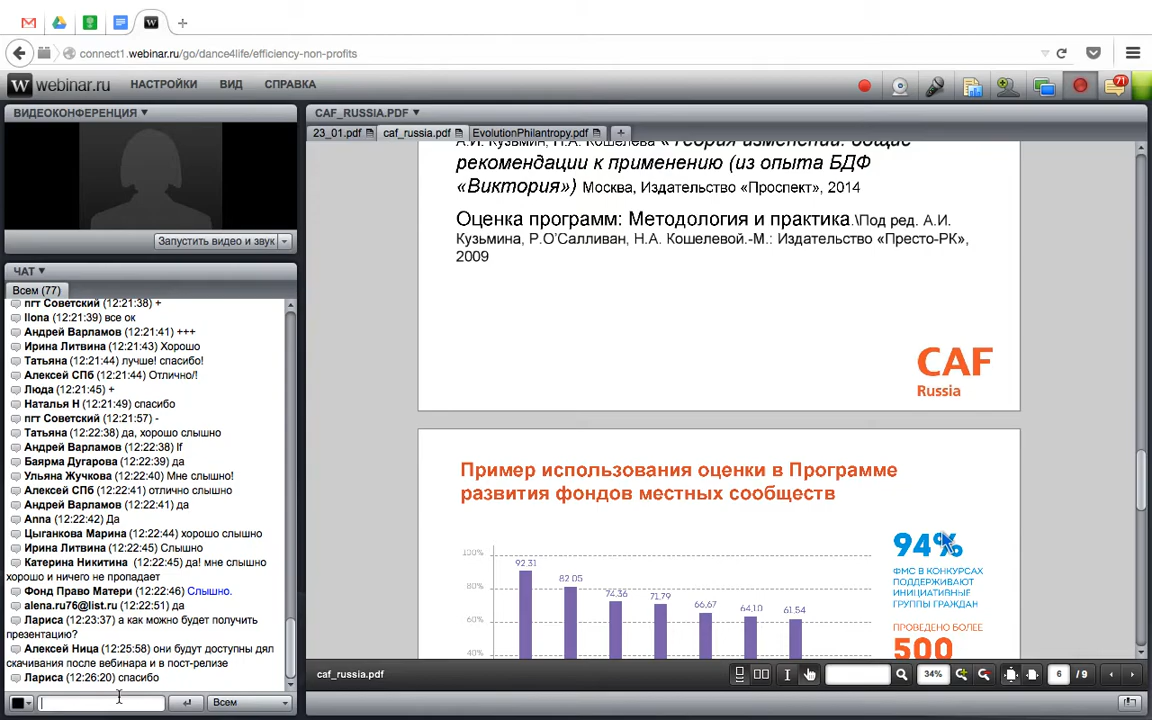 connect1.webinar.ru/go/dance4life/efficiency-non-profits
W webinar.ru НАСТРОЙКИ ВИД СПРАВКА 71
ВИДЕОКОНФЕРЕНЦИЯ
Запустить видео и звук
ЧАТ
Всем (77)
пгт Советский (12:21:38) +
Ilona (12:21:39) все ок
Андрей Варламов (12:21:41) +++
Ирина Литвина (12:21:43) Хорошо
Татьяна (12:21:44) лучше! спасибо!
Алексей СПб (12:21:44) Отлично/!
Люда (12:21:45) +
Наталья Н (12:21:49) спасибо
пгт Советский (12:21:57) -
Татьяна (12:22:38) да, хорошо слышно
Андрей Варламов (12:22:38) lf
Баярма Дугарова (12:22:39) да
Ульяна Жучкова (12:22:40) Мне слышно!
Алексей СПб (12:22:41) отлично слышно
Андрей Варламов (12:22:41) да
Anna (12:22:42) Да
Цыганкова Марина (12:22:44) хорошо слышно
Ирина Литвина (12:22:45) Слышно
Катерина Никитина (12:22:45) да! мне слышно
хорошо и ничего не пропадает
Фонд Право Матери (12:22:46) Слышно.
alena.ru76@list.ru (12:22:51) да
Лариса (12:23:37) а как можно будет получить
презентацию?
Алексей Ница (12:25:58) они будут доступны дял
скачивания после вебинара и в пост-релизе
Лариса (12:26:20) спасибо
Всем
CAF_RUSSIA.PDF
23_01.pdf caf_russia.pdf EvolutionPhilantropy.pdf +
А.И. Кузьмин, Н.А. Кошелева «Теория изменений: общие
рекомендации к применению (из опыта БДФ
«Виктория») Москва, Издательство «Проспект», 2014
Оценка программ: Методология и практика.\Под ред. А.И.
Кузьмина, Р.О'Салливан, Н.А. Кошелевой.-М.: Издательство «Престо-РК»,
2009
CAF
Russia
Пример использования оценки в Программе
развития фондов местных сообществ
100%
80%
60%
40%
92.31
82.05
74.36
71.79
66.67
64.10
61.54
94%
ФМС В КОНКУРСАХ
ПОДДЕРЖИВАЮТ
ИНИЦИАТИВНЫЕ
ГРУППЫ ГРАЖДАН
ПРОВЕДЕНО БОЛЕЕ
500
caf_russia.pdf 34% 6 / 9